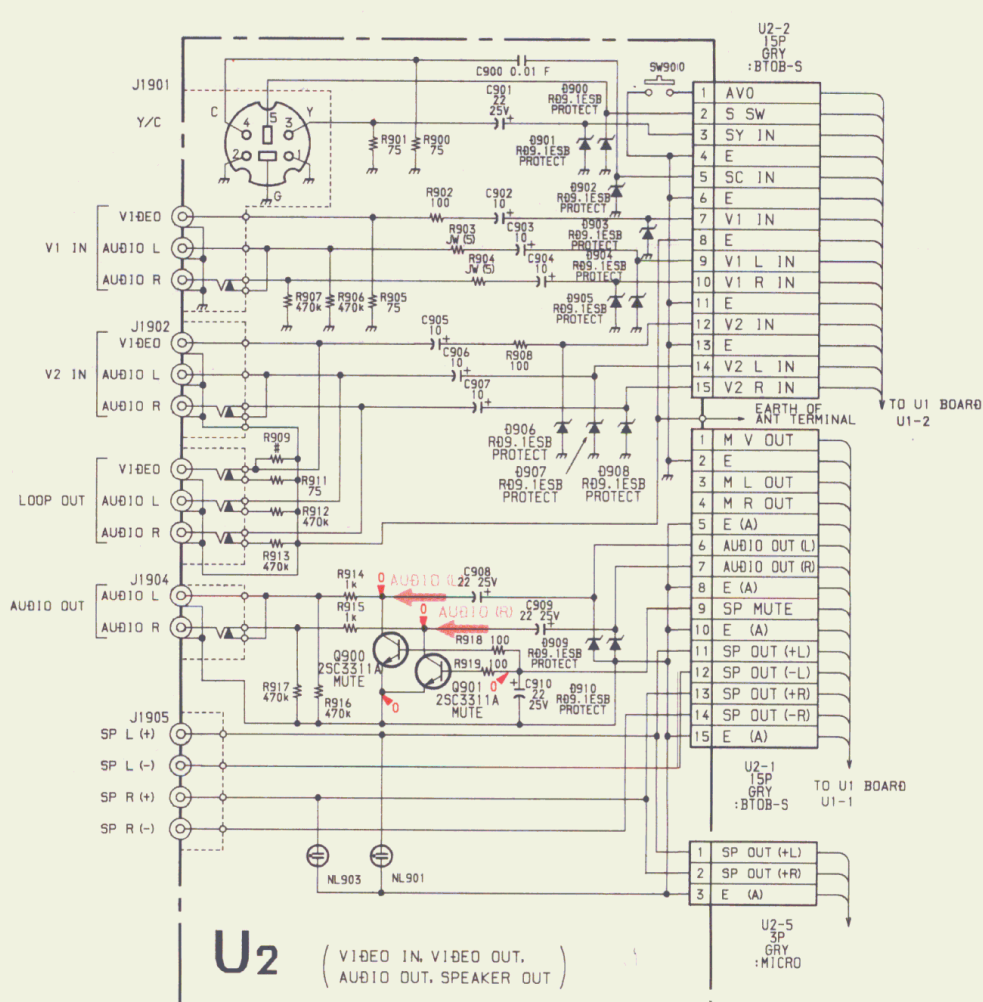 U2-2
15P
GRY
:BTOB-S
SW900
C900 0.01 F
J1901
Y/C
C
4
5
3
Y
2
1
G
R901
75
R900
75
C901
22
25V
D900
RD9.1ESB
PROTECT
D901
RD9.1ESB
PROTECT
D902
RD9.1ESB
PROTECT
D903
RD9.1ESB
PROTECT
D904
RD9.1ESB
PROTECT
D905
RD9.1ESB
PROTECT
1 AVO
2 S SW
3 SY IN
4 E
5 SC IN
6 E
7 V1 IN
8 E
9 V1 L IN
10 V1 R IN
11 E
12 V2 IN
13 E
14 V2 L IN
15 V2 R IN
TO U1 BOARD
U1-2
EARTH OF
ANT TERMINAL
V1 IN
VIDEO
AUDIO L
AUDIO R
R902
100
C902
10
R903
JW(5)
C903
10
R904
JW(5)
C904
10
R907
470k
R906
470k
R905
75
J1902
V2 IN
VIDEO
AUDIO L
AUDIO R
C905
10
R908
100
C906
10
C907
10
D906
RD9.1ESB
PROTECT
D907
RD9.1ESB
PROTECT
D908
RD9.1ESB
PROTECT
LOOP OUT
VIDEO
AUDIO L
AUDIO R
R909
#
R911
75
R912
470k
R913
470k
1 M V OUT
2 E
3 M L OUT
4 M R OUT
5 E (A)
6 AUDIO OUT (L)
7 AUDIO OUT (R)
8 E (A)
9 SP MUTE
10 E (A)
11 SP OUT (+L)
12 SP OUT (-L)
13 SP OUT (+R)
14 SP OUT (-R)
15 E (A)
U2-1
15P
GRY
:BTOB-S
TO U1 BOARD
U1-1
J1904
AUDIO OUT
AUDIO L
AUDIO R
R914
1k
R915
1k
0
AUDIO (L)
C908
22 25V
0
AUDIO (R)
C909
22 25V
R918 100
R919 100
0
0
D909
RD9.1ESB
PROTECT
D910
RD9.1ESB
PROTECT
C910
22
25V
Q900
2SC3311A
MUTE
Q901
2SC3311A
MUTE
R917
470k
R916
470k
J1905
SP L (+)
SP L (-)
SP R (+)
SP R (-)
NL903
NL901
1 SP OUT (+L)
2 SP OUT (+R)
3 E (A)
U2-5
3P
GRY
:MICRO
U2
VIDEO IN, VIDEO OUT,
AUDIO OUT, SPEAKER OUT